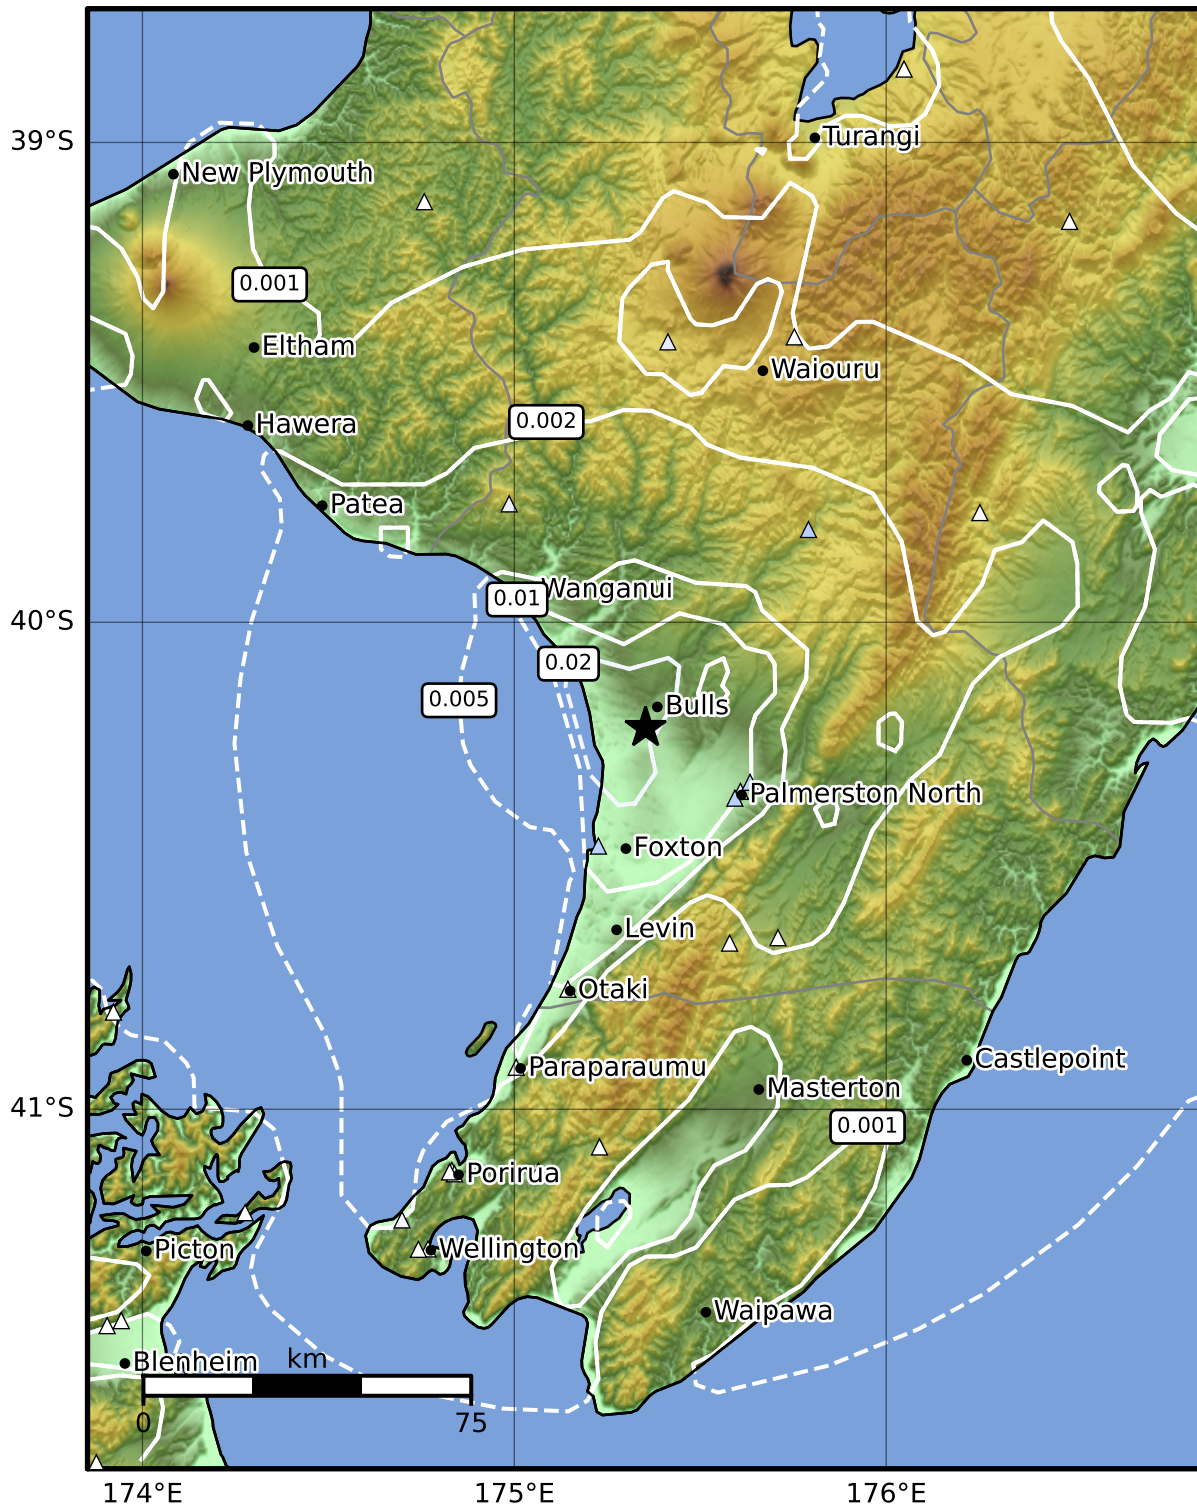 Turangi
39°S
New Plymouth
0.001
Eltham
Waiouru
0.002
Hawera
Patea
Wanganui
0.01
40°S
0.02
0.005
Bulls
Palmerston North
Foxton
Levin
Otaki
Castlepoint
Paraparaumu
Masterton
41°S
0.001
Porirua
Picton
Wellington
Waipawa
Blenheim
km
0
75
174°E
175°E
176°E